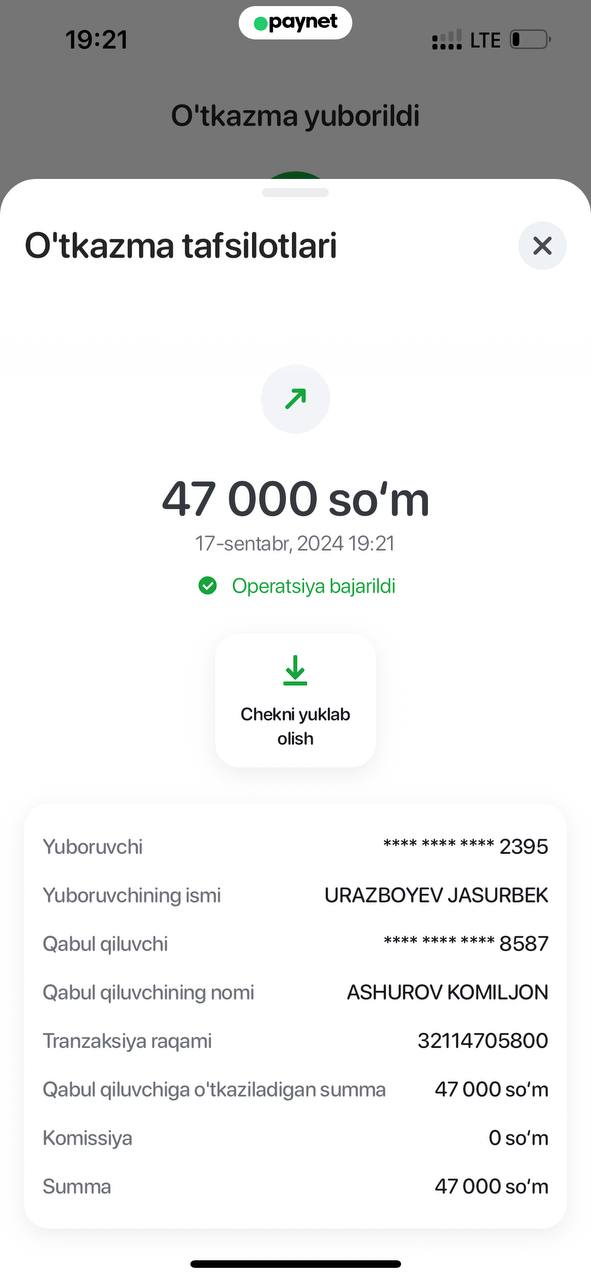 19:21
paynet
LTE
O'tkazma yuborildi
O'tkazma tafsilotlari
47 000 so‘m
17-sentabr, 2024 19:21
Operatsiya bajarildi
Chekni yuklab
olish
Yuboruvchi **** **** **** 2395
Yuboruvchining ismi URAZBOYEV JASURBEK
Qabul qiluvchi **** **** **** 8587
Qabul qiluvchining nomi ASHUROV KOMILJON
Tranzaksiya raqami 32114705800
Qabul qiluvchiga o'tkaziladigan summa 47 000 so‘m
Komissiya 0 so‘m
Summa 47 000 so‘m